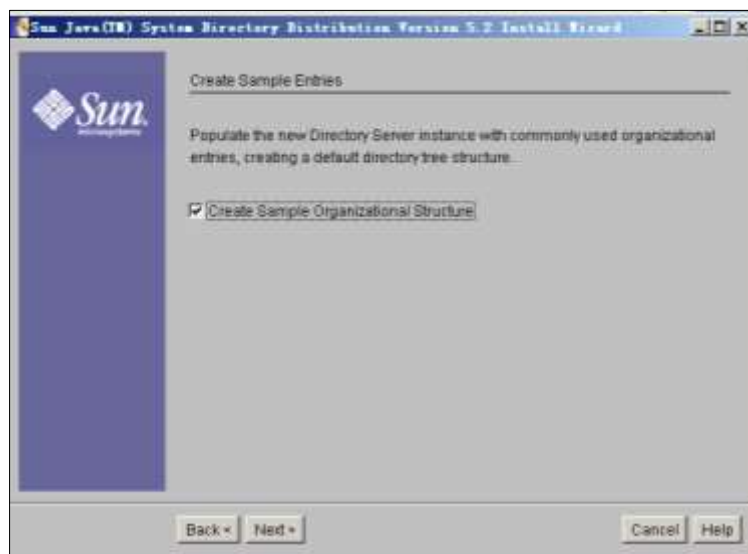 Sun Java(TM) System Directory Distribution Version 5.2 Install Wizard
Create Sample Entries
Sun
microsystems
Populate the new Directory Server instance with commonly used organizational
entries, creating a default directory tree structure.
Create Sample Organizational Structure
Back
Next
Cancel
Help